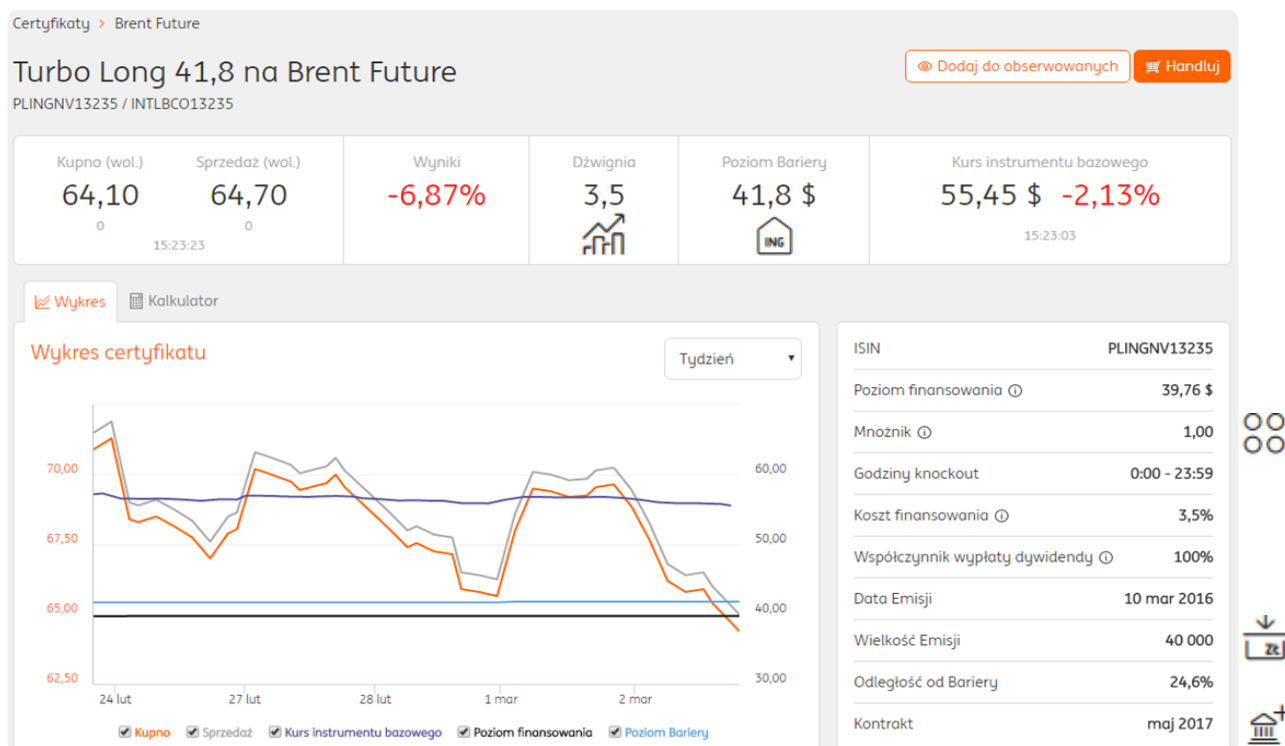 Certyfikaty > Brent Future
Turbo Long 41,8 na Brent Future
Dodaj do obserwowanych
Handluj
PLINGNV13235 / INTLBCO13235
Kupno (wol.) Sprzedaż (wol.) Wyniki Dźwignia Poziom Bariery Kurs instrumentu bazowego
64,10 64,70 -6,87% 3,5 41,8 $ 55,45 $ -2,13%
0 0
ING
15:23:23 15:23:03
Wykres Kalkulator
Wykres certyfikatu
Tydzień
70,00 60,00
67,50 50,00
65,00 40,00
62,50 30,00
24 lut 27 lut 28 lut 1 mar 2 mar
Kupno Sprzedaż Kurs instrumentu bazowego Poziom finansowania Poziom Bariery
ISIN PLINGNV13235
Poziom finansowania 39,76 $
Mnożnik 1,00
Godziny knockout 0:00 - 23:59
Koszt finansowania 3,5%
Współczynnik wypłaty dywidendy 100%
Data Emisji 10 mar 2016
Wielkość Emisji 40 000
Odległość od Bariery 24,6%
Kontrakt maj 2017
Zł